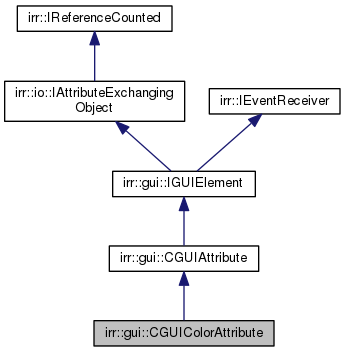 irr::IReferenceCounted
irr::io::IAttributeExchanging
Object
irr::IEventReceiver
irr::gui::IGUIElement
irr::gui::CGUIAttribute
irr::gui::CGUIColorAttribute